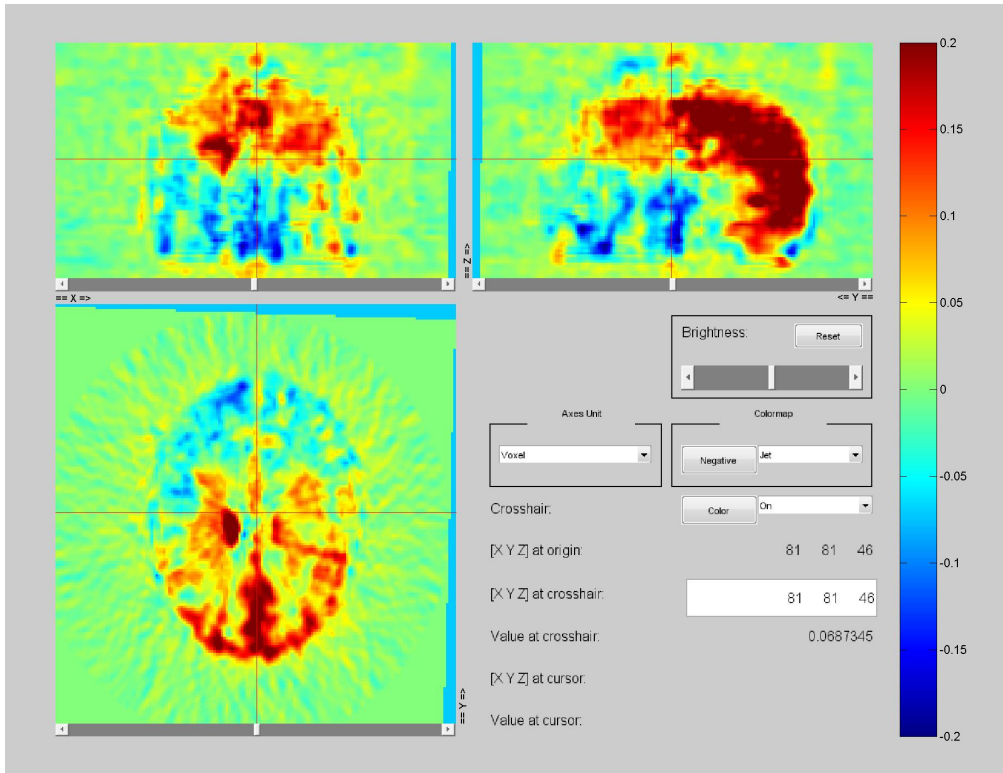 0.2
0.15
0.1
0.05
0
-0.05
-0.1
-0.15
-0.2
== Z =>
== X =>
<= Y ==
Brightness:
Reset
Axes Unit
Colormap
Voxel
Negative
Jet
Crosshair:
Color
On
[X Y Z] at origin:
81 81 46
[X Y Z] at crosshair:
81 81 46
Value at crosshair:
0.0687345
[X Y Z] at cursor:
Value at cursor:
== Y =>